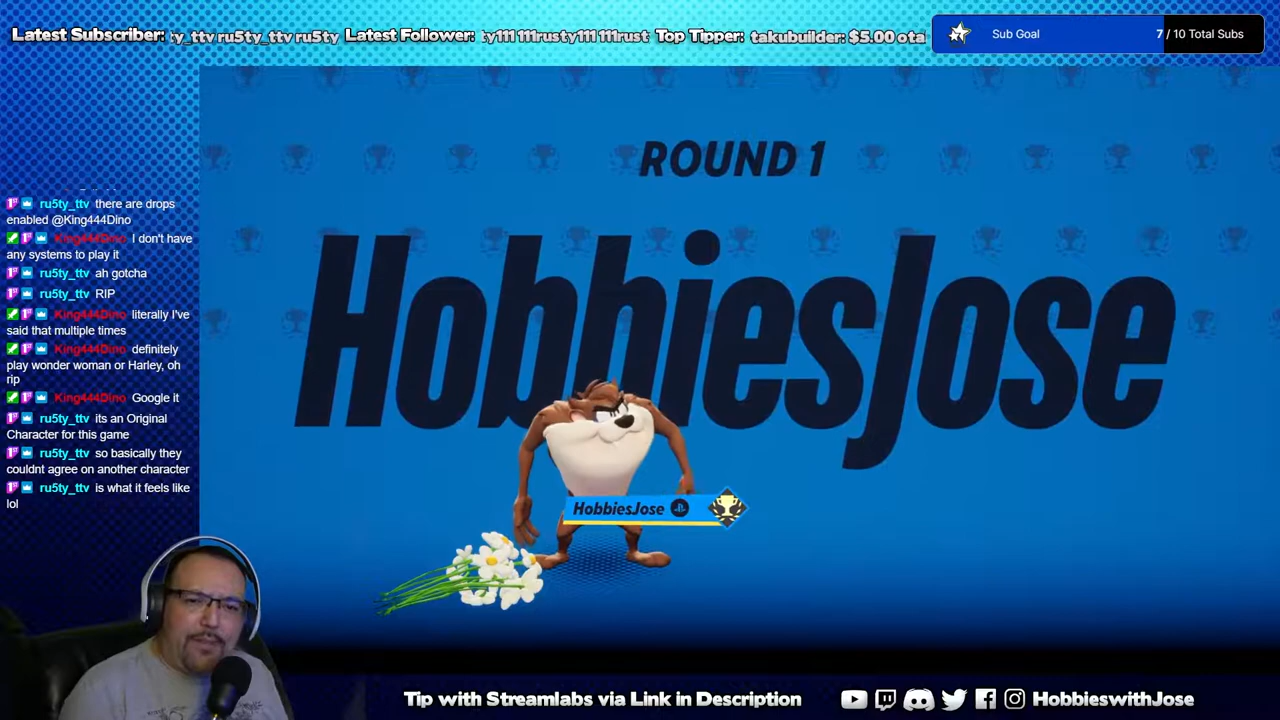 Latest Subscriber: ty_ttv ru5ty_ttv ru5ty Latest Follower: ty111 111rusty111 111rust Top Tipper: takubuilder: $5.00 ota
Sub Goal 7 / 10 Total Subs
ru5ty_ttv there are drops
enabled @King444Dino
King444Dino I don't have
any systems to play it
ru5ty_ttv ah gotcha
ru5ty_ttv RIP
King444Dino literally I've
said that multiple times
King444Dino definitely
play wonder woman or Harley, oh
rip
King444Dino Google it
ru5ty_ttv its an Original
Character for this game
ru5ty_ttv so basically they
couldnt agree on another character
ru5ty_ttv is what it feels like
lol
ROUND 1
HobbiesJose
HobbiesJose
Tip with Streamlabs via Link in Description
HobbieswithJose